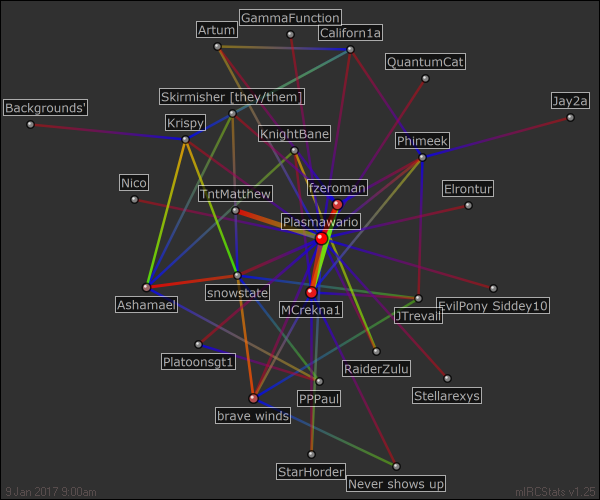 GammaFunction
Artum
Californ1a
QuantumCat
Skirmisher [they/them]
Jay2a
Backgrounds'
Krispy
KnightBane
Phimeek
Nico
TntMatthew
fzeroman
Elrontur
Plasmawario
Ashamael
snowstate
MCrekna1
JTrevail
EvilPony Siddey10
Platoonsgt1
RaiderZulu
PPPaul
Stellarexys
brave winds
StarHorder
Never shows up
9 Jan 2017 9:00am
mIRCStats v1.25